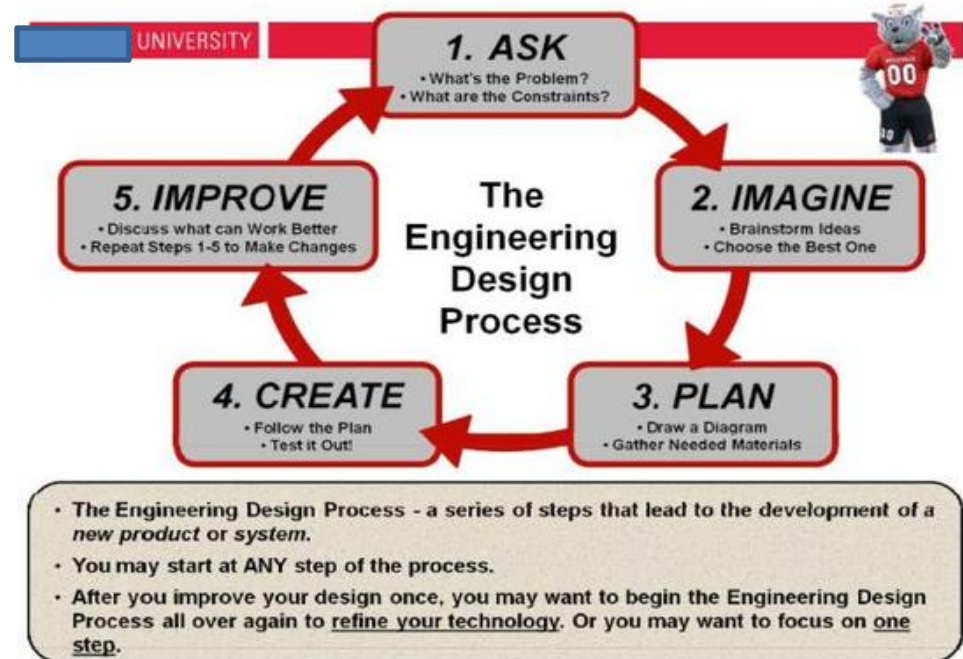 UNIVERSITY
1. ASK
• What's the Problem?
• What are the Constraints?
00
2. IMAGINE
• Brainstorm Ideas
• Choose the Best One
3. PLAN
• Draw a Diagram
• Gather Needed Materials
4. CREATE
• Follow the Plan
• Test it Out!
5. IMPROVE
• Discuss what can Work Better
• Repeat Steps 1-5 to Make Changes
The
Engineering
Design
Process
• The Engineering Design Process - a series of steps that lead to the development of a
new product or system.
• You may start at ANY step of the process.
• After you improve your design once, you may want to begin the Engineering Design
Process all over again to refine your technology. Or you may want to focus on one
step.